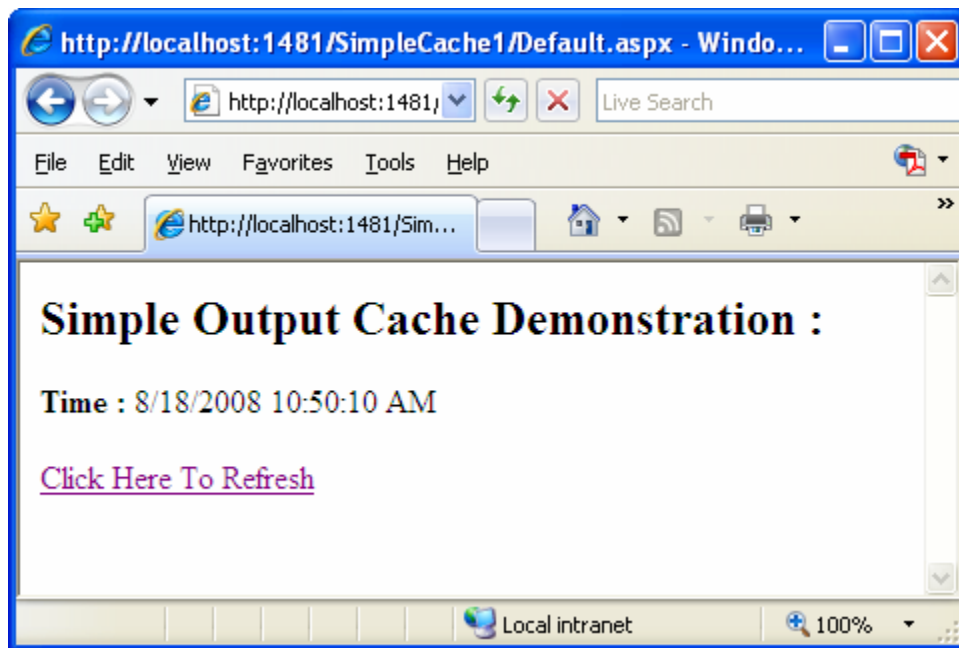 http://localhost:1481/SimpleCache1/Default.aspx - Windo...
http://localhost:1481/
Live Search
File Edit View Favorites Tools Help
http://localhost:1481/Sim...
»
Simple Output Cache Demonstration :
Time : 8/18/2008 10:50:10 AM
Click Here To Refresh
Local intranet
100%